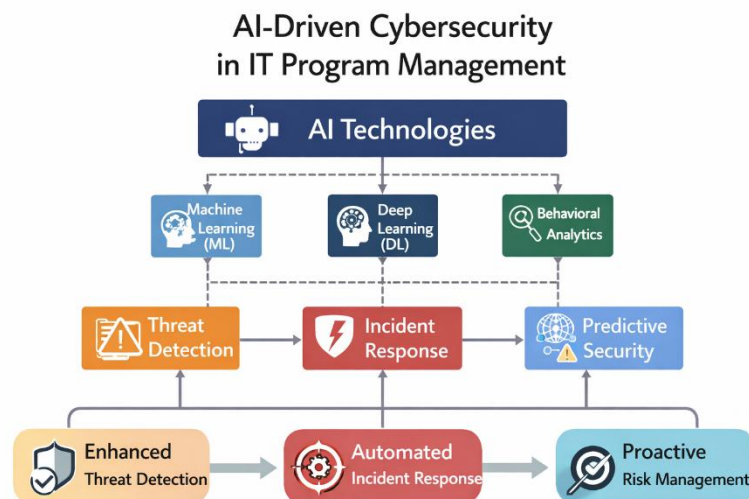 AI-Driven Cybersecurity
in IT Program Management
AI Technologies
Machine
Learning
(ML)
Deep
Learning
(DL)
Behavioral
Analytics
Threat
Detection
Incident
Response
Predictive
Security
Enhanced
Threat Detection
Automated
Incident Response
Proactive
Risk Management